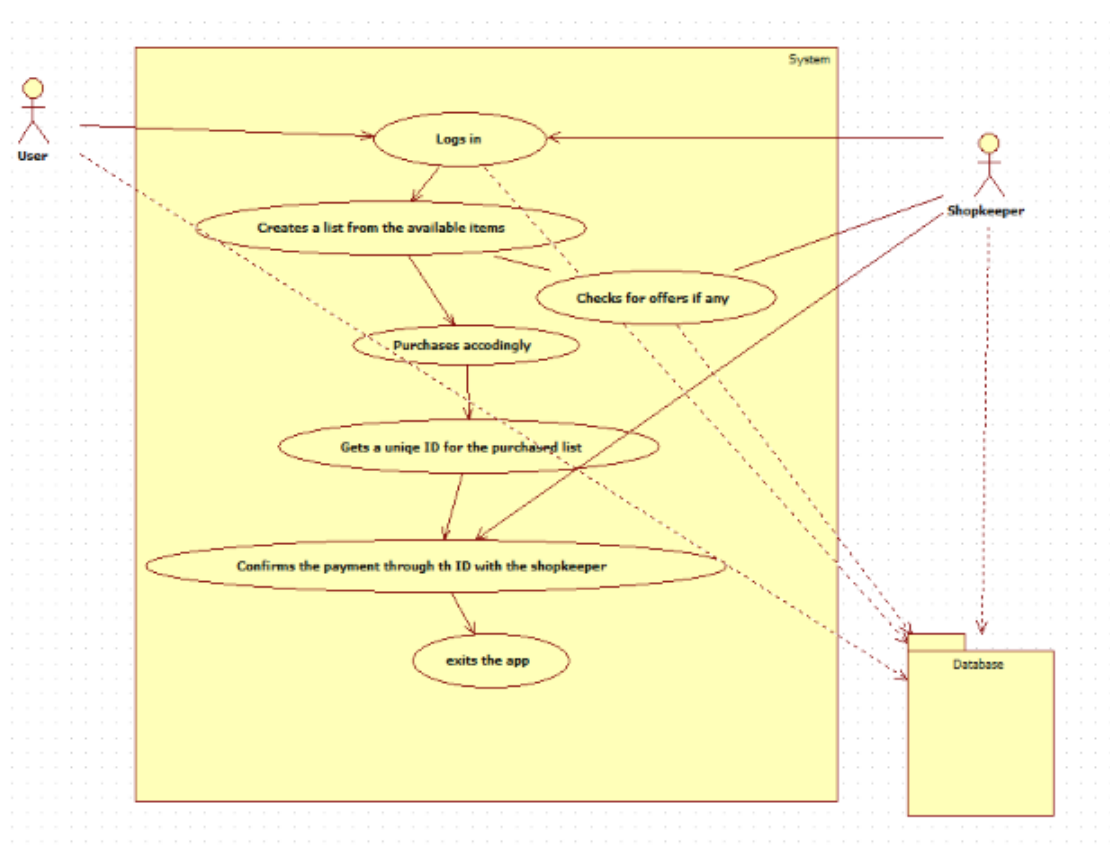 System
Logs in
User
Shopkeeper
Creates a list from the available items
Checks for offers if any
Purchases accodingly
Gets a uniqe ID for the purchased list
Confirms the payment through th ID with the shopkeeper
exits the app
Database